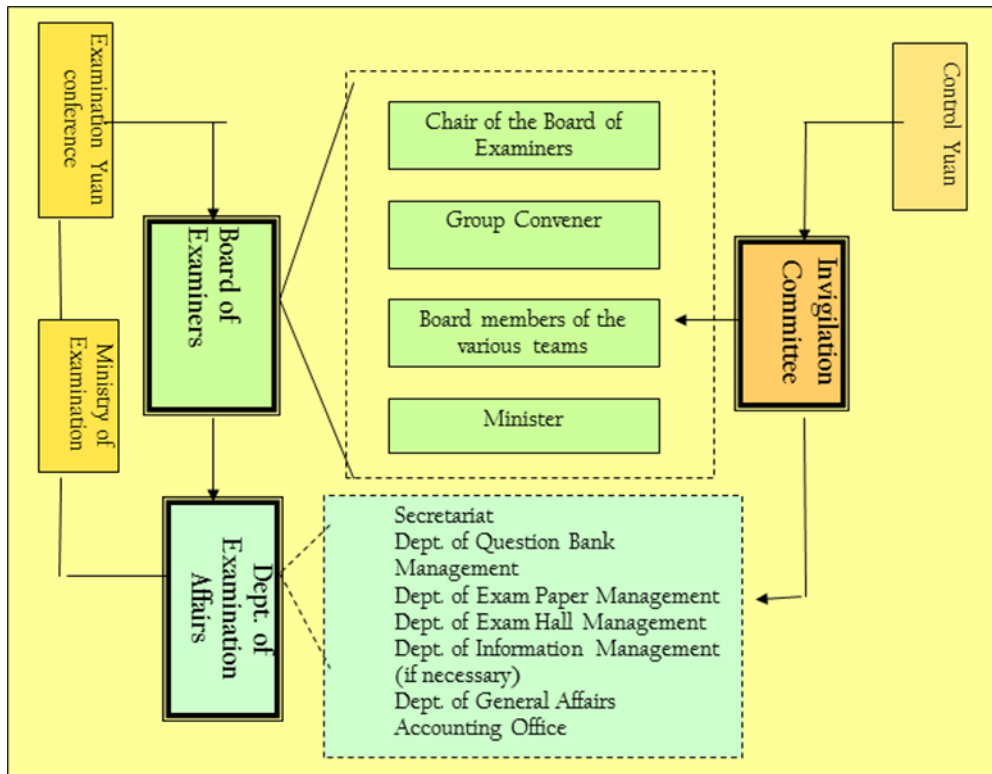 Examination Yuan
conference
Control Yuan
Chair of the Board of
Examiners
Group Convener
Board members of the
various teams
Minister
Board of
Examiners
Invigilation
Committee
Ministry of
Examination
Dept. of
Examination
Affairs
Secretariat
Dept. of Question Bank
Management
Dept. of Exam Paper Management
Dept. of Exam Hall Management
Dept. of Information Management
(if necessary)
Dept. of General Affairs
Accounting Office